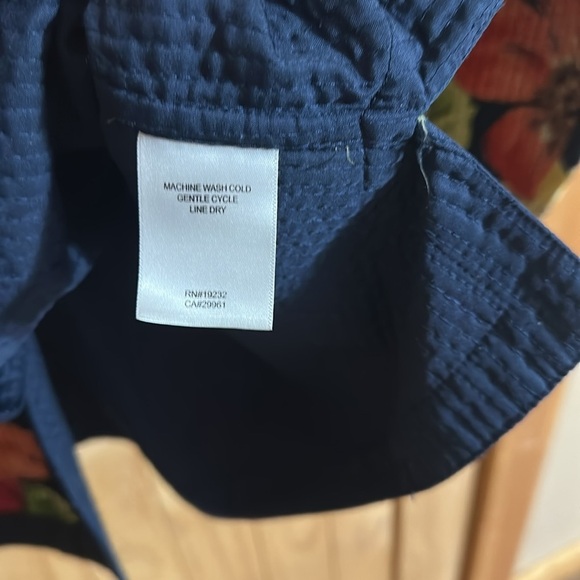 MACHINE WASH COLD
GENTLE CYCLE
LINE DRY
RN#19232
CA#29961